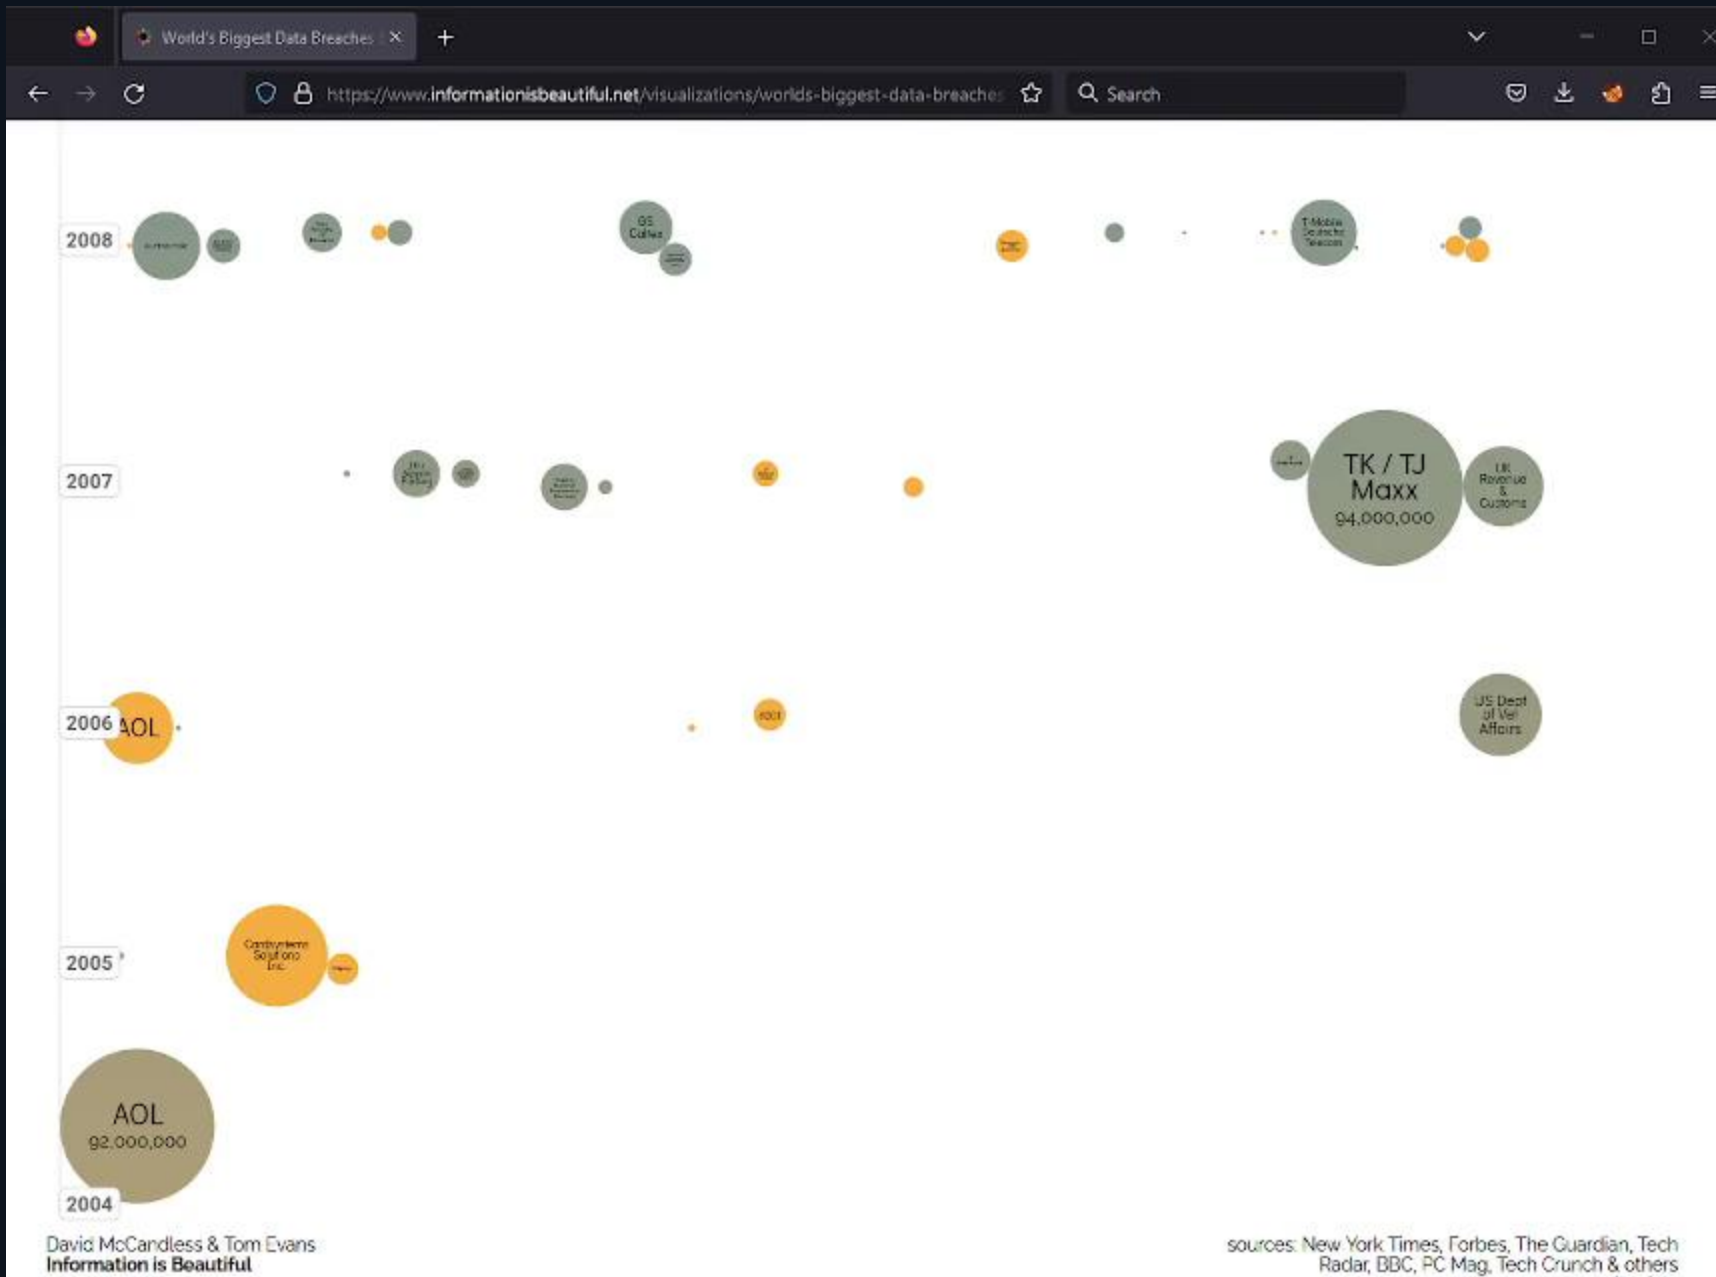 World's Biggest Data Breaches
https://www.informationisbeautiful.net/visualizations/worlds-biggest-data-breaches
Search
2008
GS
Caltex
T-Mobile
Deutsche
Telecom
2007
TK / TJ
Maxx
94,000,000
UK
Revenue
&
Customs
2006
AOL
KDDI
US Dept
of Vet
Affairs
2005
Cardsystems
Solutions
Inc.
AOL
92,000,000
2004
David McCandless & Tom Evans
Information is Beautiful
sources: New York Times, Forbes, The Guardian, Tech
Radar, BBC, PC Mag, Tech Crunch & others